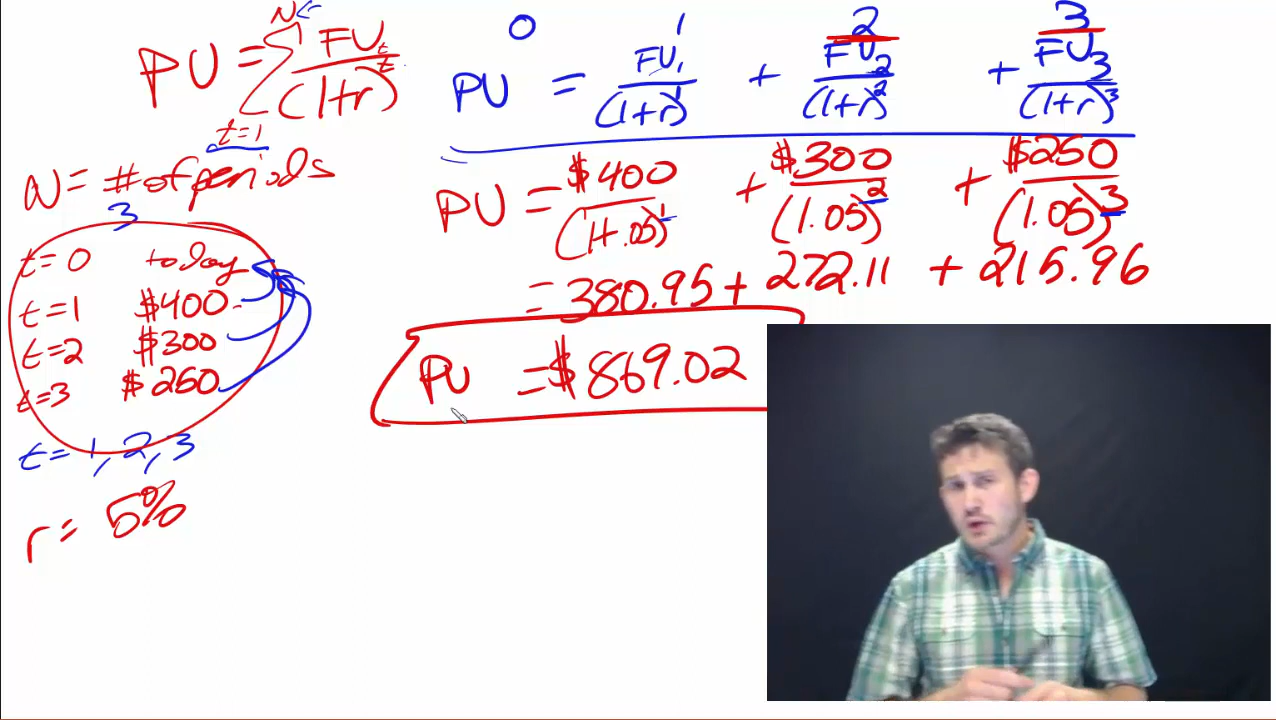 PV = N Σ t=1 FVt / (1+r)^t
N = # of periods
3
t=0 today
t=1 $400
t=2 $300
t=3 $250
t= 1, 2, 3
r= 5%
0 1 2 3
PV = FV1 / (1+r)^1 + FV2 / (1+r)^2 + FV3 / (1+r)^3
PV = $400 / (1+.05)^1 + $300 / (1.05)^2 + $250 / (1.05)^3
= 380.95 + 272.11 + 215.96
PV = $869.02